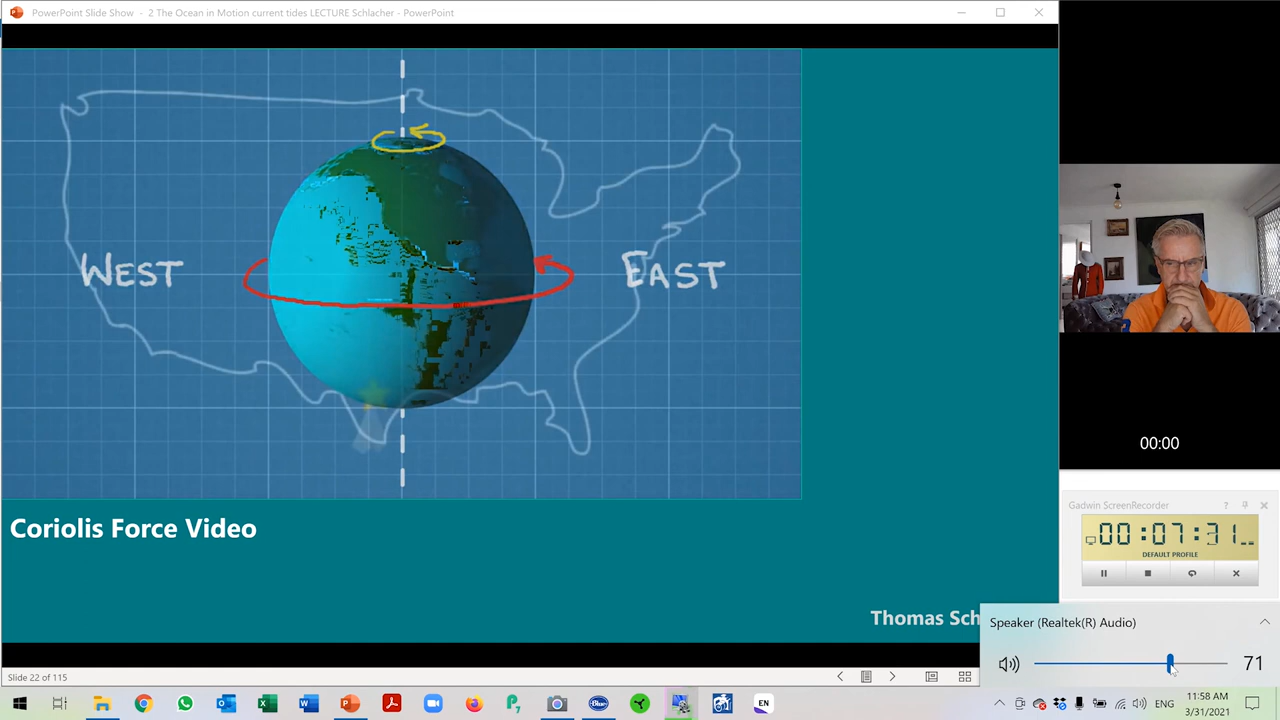 PowerPoint Slide Show - 2 The Ocean in Motion current tides LECTURE Schlacher - PowerPoint
WEST
EAST
Coriolis Force Video
Thomas Sch
Slide 22 of 115
00:00
Gadwin ScreenRecorder
00:07:31
DEFAULT PROFILE
Speaker (Realtek(R) Audio)
71
EN
ENG
11:58 AM
3/31/2021